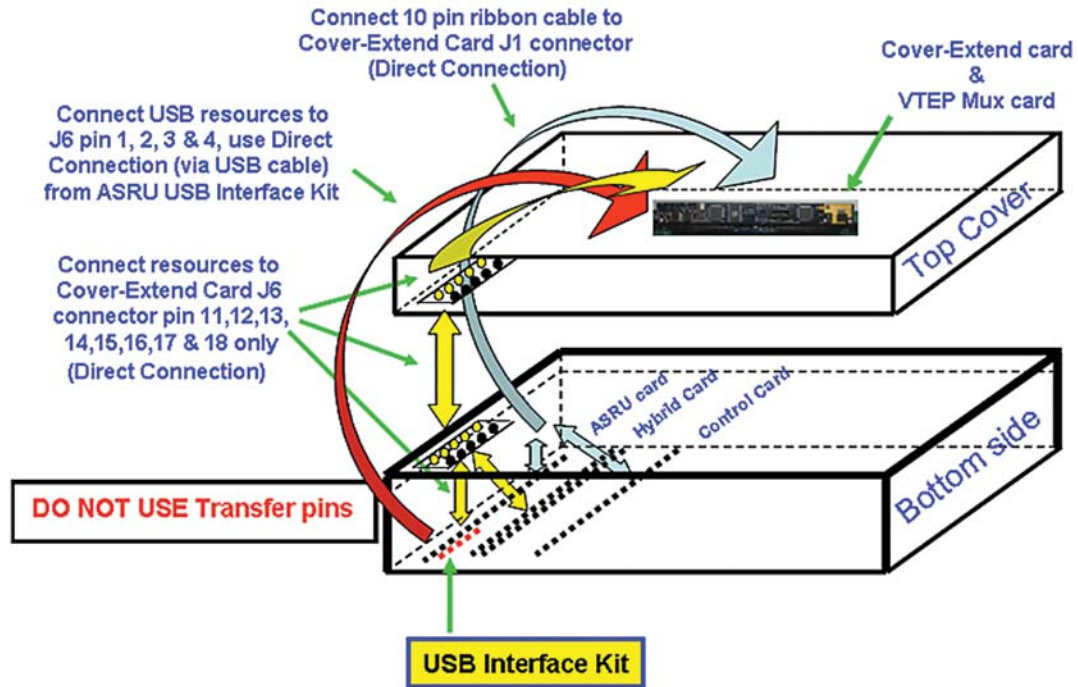 Connect 10 pin ribbon cable to
Cover-Extend Card J1 connector
(Direct Connection)
Cover-Extend card
&
VTEP Mux card
Connect USB resources to
J6 pin 1, 2, 3 & 4, use Direct
Connection (via USB cable)
from ASRU USB Interface Kit
Top Cover
Connect resources to
Cover-Extend Card J6
connector pin 11,12,13,
14,15,16,17 & 18 only
(Direct Connection)
ASRU card
Hybrid Card
Control Card
Bottom side
DO NOT USE Transfer pins
USB Interface Kit